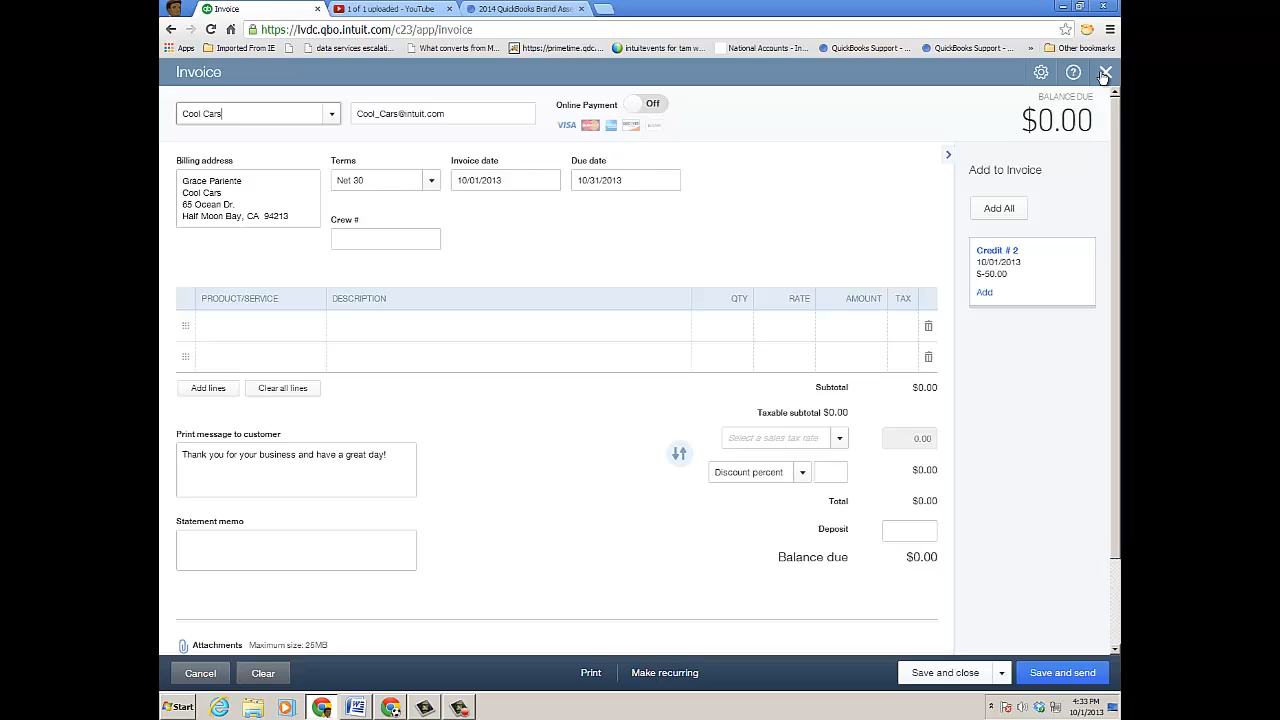 Invoice
1 of 1 uploaded - YouTube
2014 QuickBooks Brand Asse
https://lvdc.qbo.intuit.com/c23/app/invoice
Apps
Imported From IE
data services escalati...
What converts from M...
https://primetime.qdc....
intuitevents for tam w...
National Accounts - In...
QuickBooks Support - ...
QuickBooks Support - ...
»
Other bookmarks
Invoice
Cool Cars
Cool_Cars@intuit.com
Online Payment
Off
VISA
BALANCE DUE
$0.00
Billing address
Terms
Invoice date
Due date
Grace Pariente
Cool Cars
65 Ocean Dr.
Half Moon Bay, CA 94213
Net 30
10/01/2013
10/31/2013
Crew #
Add to Invoice
Add All
Credit # 2
10/01/2013
$-50.00
Add
PRODUCT/SERVICE
DESCRIPTION
QTY
RATE
AMOUNT
TAX
Add lines
Clear all lines
Subtotal
$0.00
Taxable subtotal $0.00
Print message to customer
Select a sales tax rate
0.00
Thank you for your business and have a great day!
Discount percent
$0.00
Total
$0.00
Statement memo
Deposit
Balance due
$0.00
Attachments
Maximum size: 25MB
Cancel
Clear
Print
Make recurring
Save and close
Save and send
Start
4:33 PM
10/1/2013